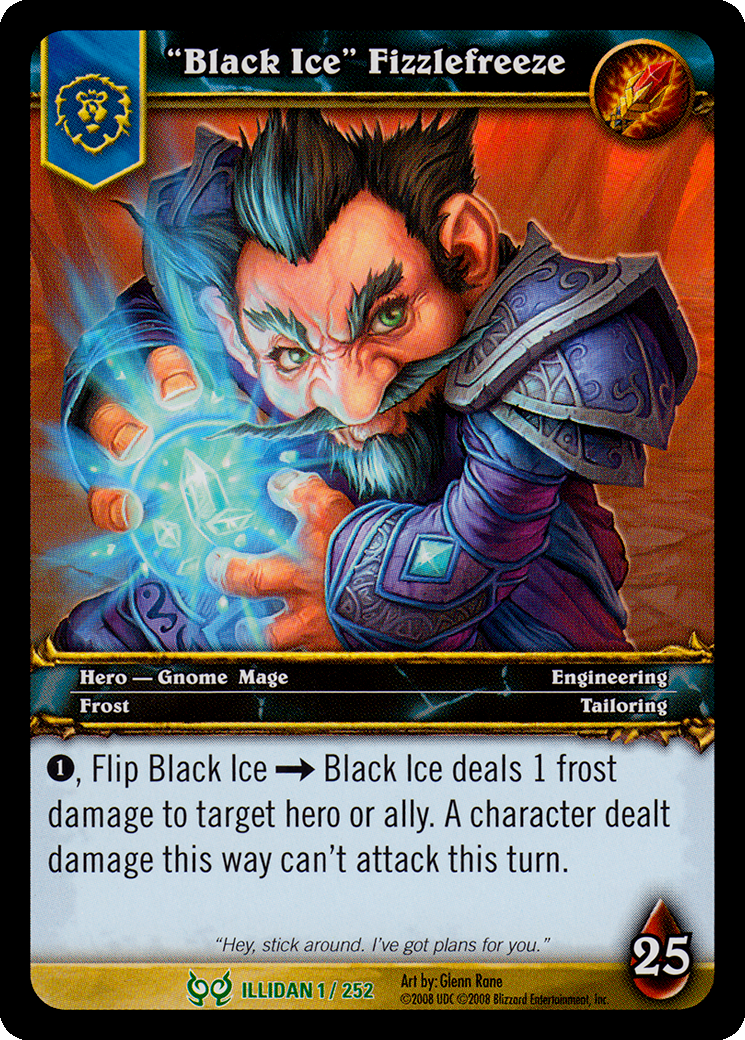 “Black Ice” Fizzlefreeze
Hero — Gnome Mage Engineering
Frost Tailoring
1, Flip Black Ice → Black Ice deals 1 frost
damage to target hero or ally. A character dealt
damage this way can’t attack this turn.
“Hey, stick around. I’ve got plans for you.”
25
ILLIDAN 1 / 252
Art by: Glenn Rane
©2008 UDC ©2008 Blizzard Entertainment, Inc.